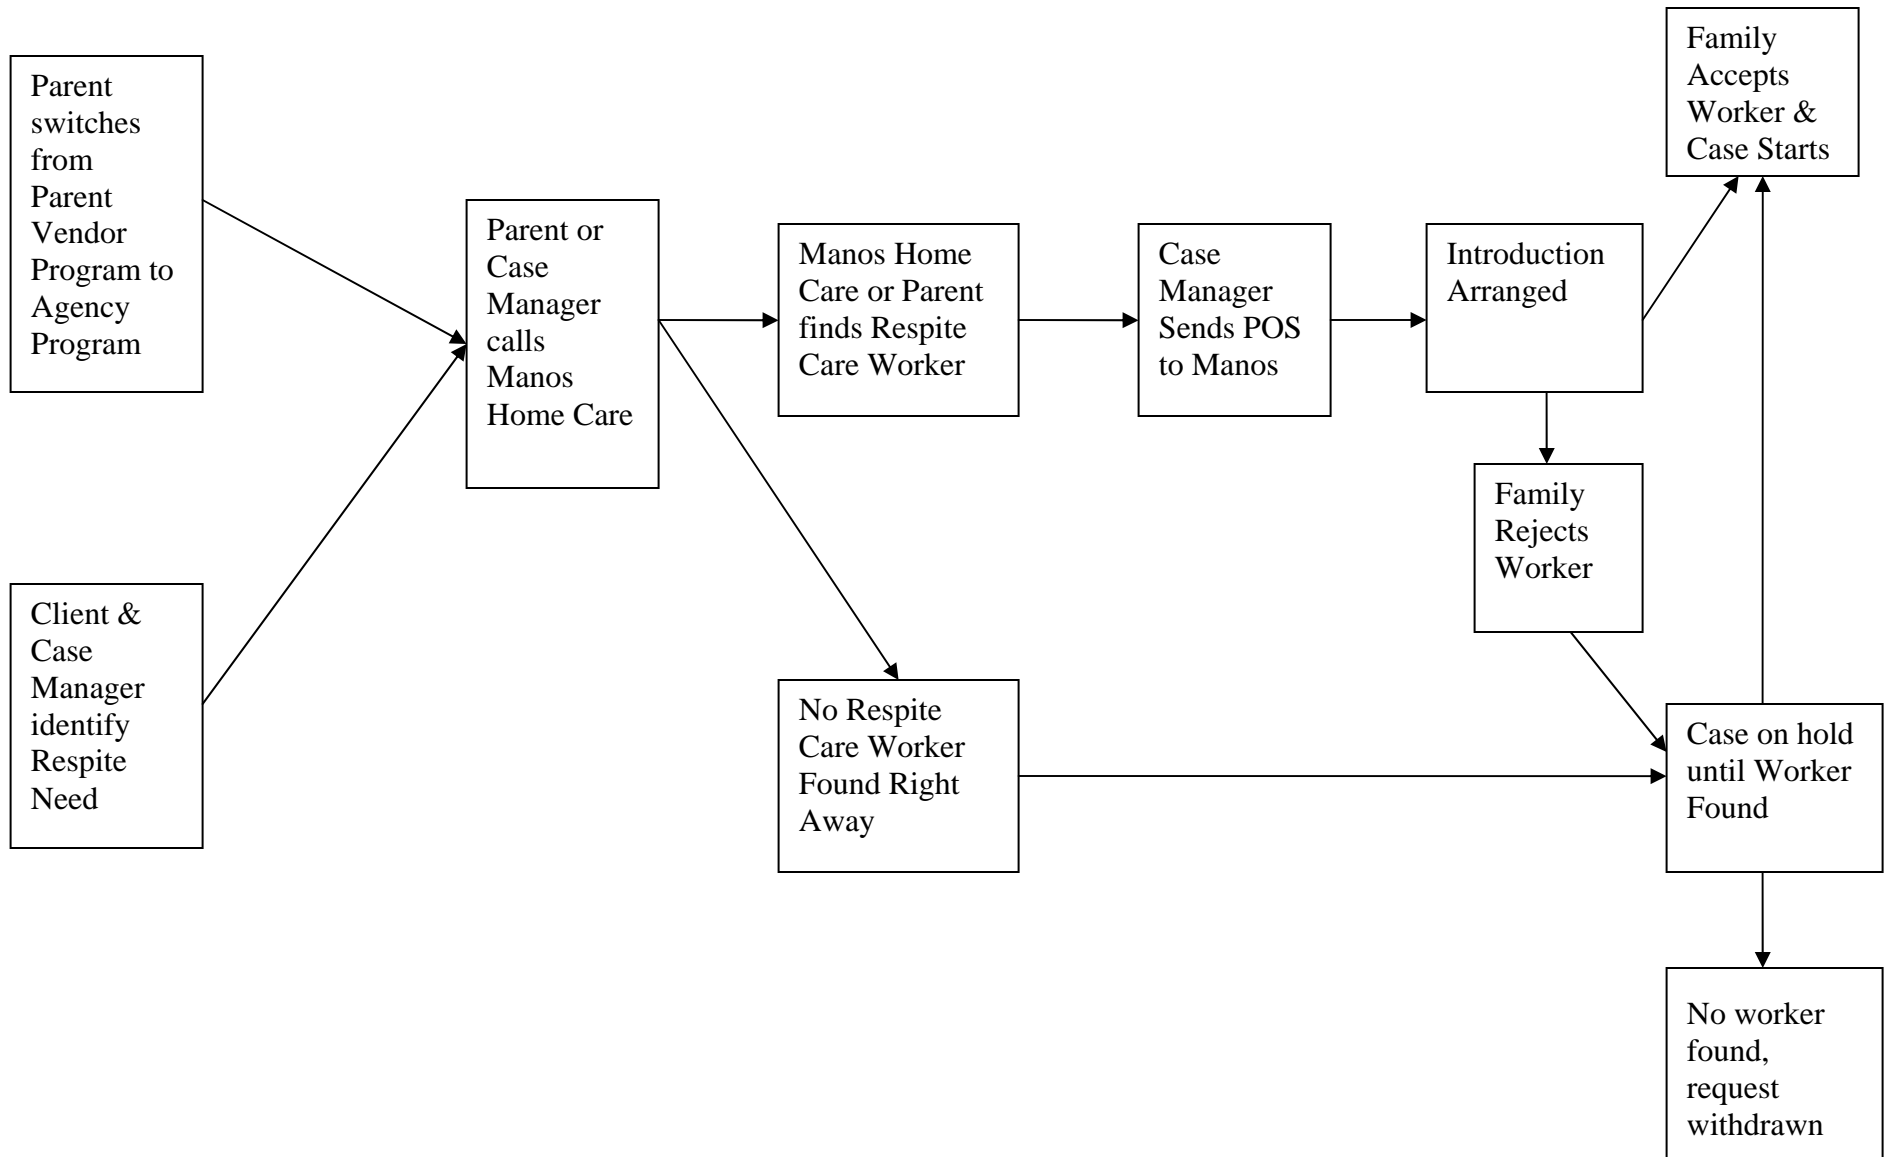 Parent
switches
from
Parent
Vendor
Program to
Agency
Program
Client &
Case
Manager
identify
Respite
Need
Parent or
Case
Manager
calls
Manos
Home Care
Manos Home
Care or Parent
finds Respite
Care Worker
No Respite
Care Worker
Found Right
Away
Case
Manager
Sends POS
to Manos
Introduction
Arranged
Family
Accepts
Worker &
Case Starts
Family
Rejects
Worker
Case on hold
until Worker
Found
No worker
found,
request
withdrawn